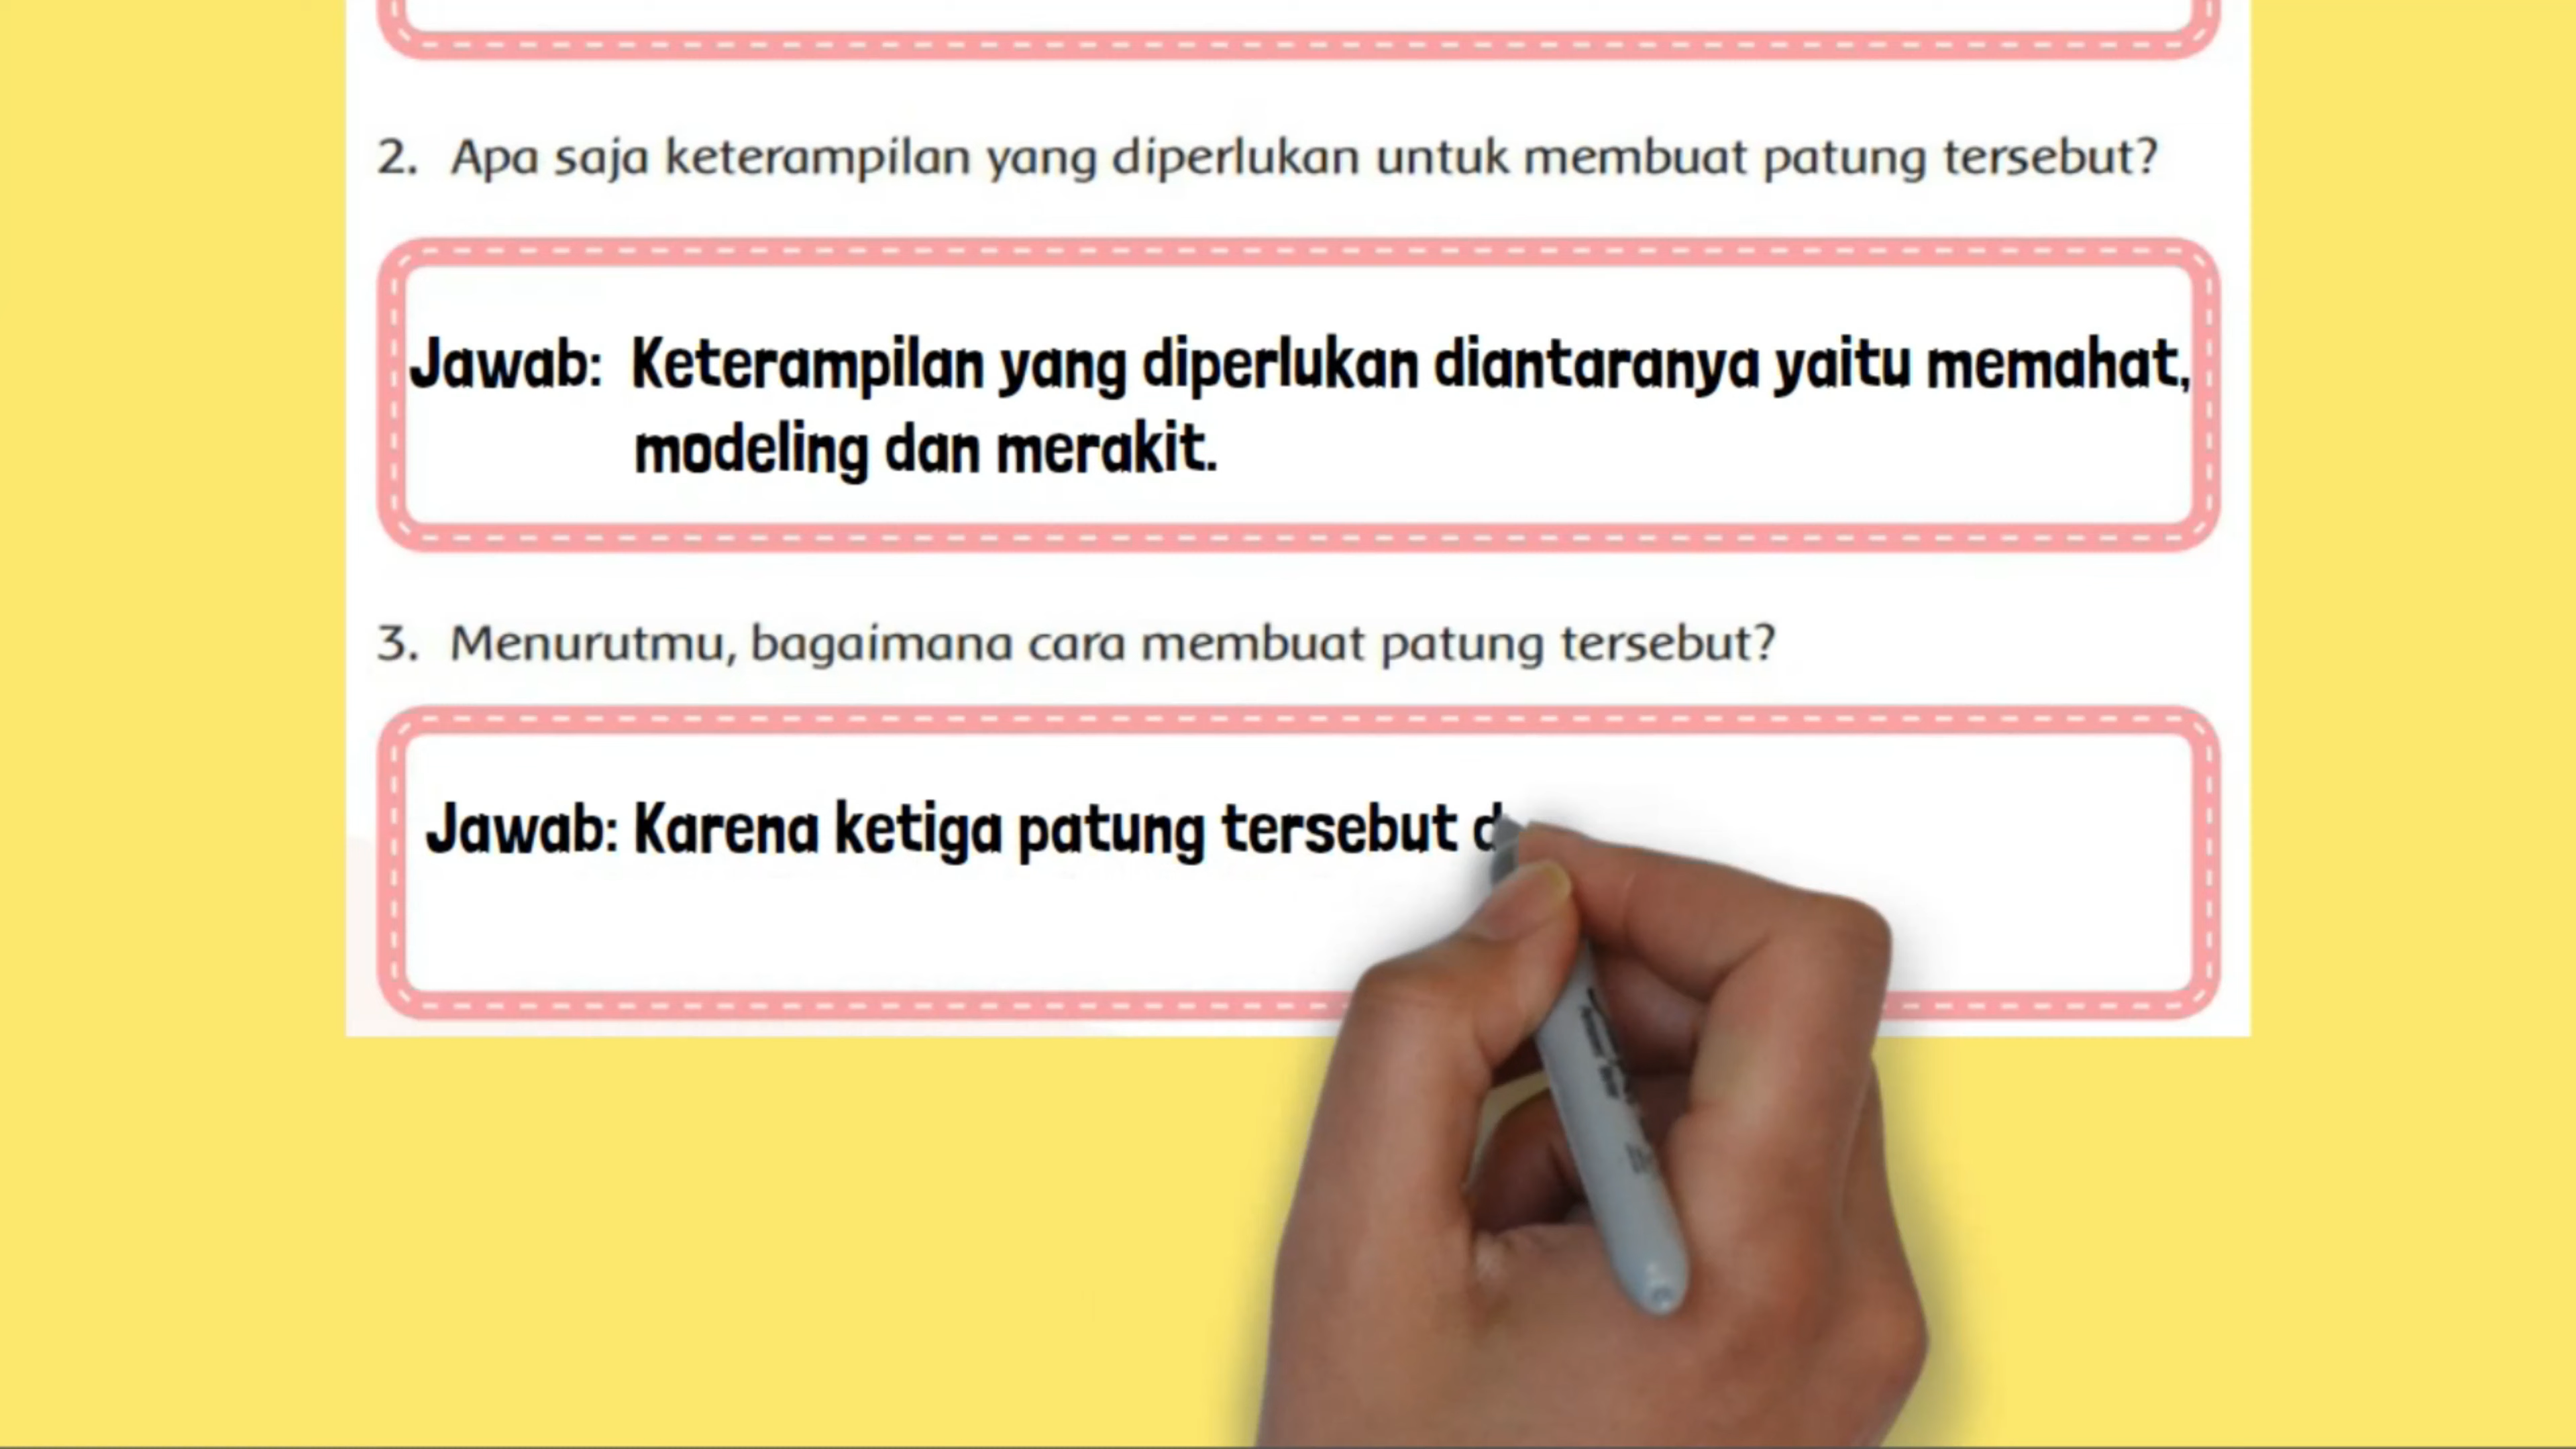 2. Apa saja keterampilan yang diperlukan untuk membuat patung tersebut?
Jawab: Keterampilan yang diperlukan diantaranya yaitu memahat,
modeling dan merakit.
3. Menurutmu, bagaimana cara membuat patung tersebut?
Jawab: Karena ketiga patung tersebut d